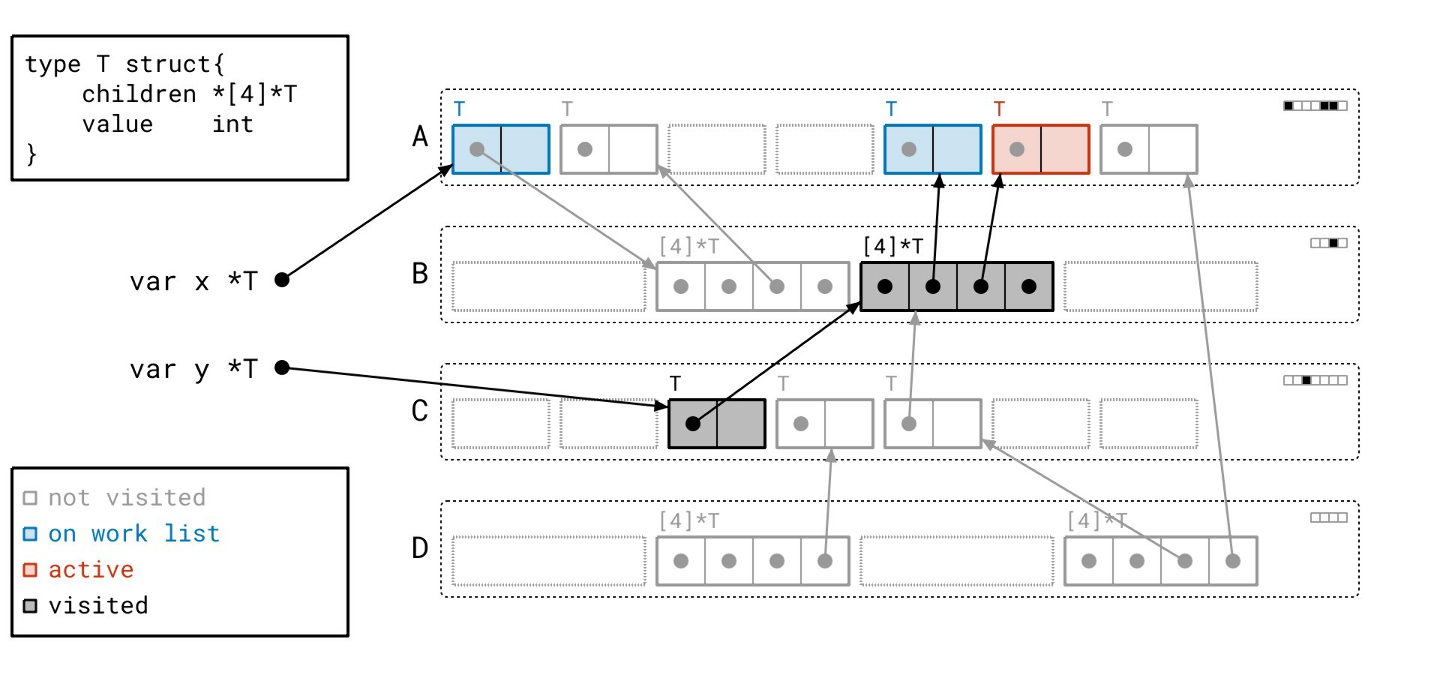 type T struct{
    children *[4]*T
    value    int
}
T T T T T
A
var x *T
[4]*T [4]*T
B
var y *T
T T T
C
not visited
on work list
active
visited
[4]*T [4]*T
D